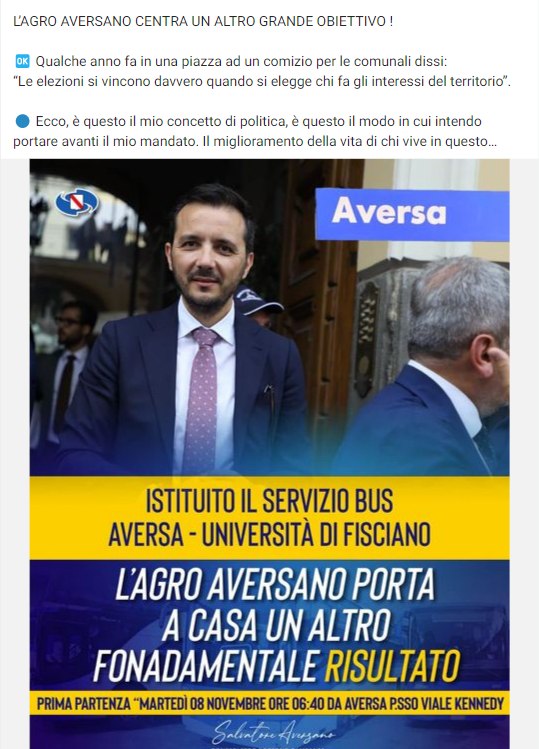 L'AGRO AVERSANO CENTRA UN ALTRO GRANDE OBIETTIVO !
🆗 Qualche anno fa in una piazza ad un comizio per le comunali dissi:
“Le elezioni si vincono davvero quando si elegge chi fa gli interessi del territorio”.
🔵 Ecco, è questo il mio concetto di politica, è questo il modo in cui intendo
portare avanti il mio mandato. Il miglioramento della vita di chi vive in questo...
Aversa
ISTITUITO IL SERVIZIO BUS
AVERSA - UNIVERSITÀ DI FISCIANO
L'AGRO AVERSANO PORTA
A CASA UN ALTRO
FONADAMENTALE RISULTATO
PRIMA PARTENZA “MARTEDÌ 08 NOVEMBRE ORE 06:40 DA AVERSA P.SSO VIALE KENNEDY
Salvatore Aversano